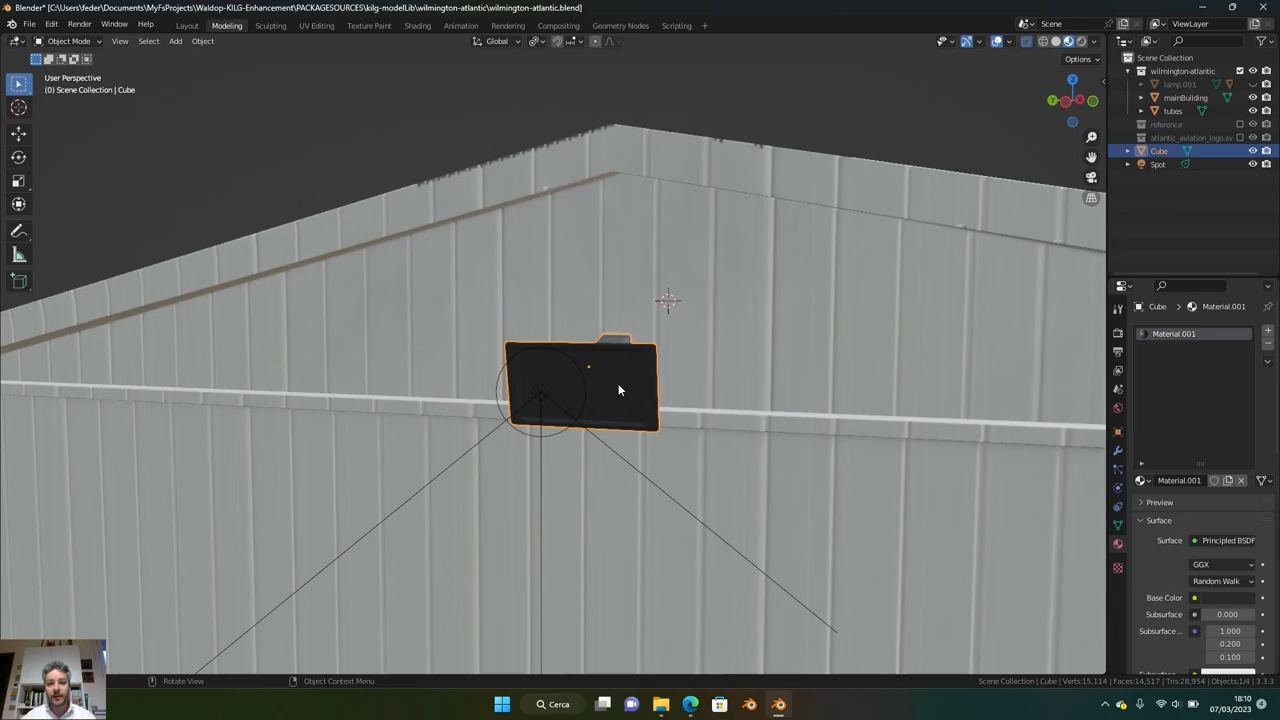 Blender* [C:\Users\feder\Documents\MyFsProjects\Waldop-KILG-Enhancement\PACKAGESOURCES\kilg-modelLib\wilmington-atlantic\wilmington-atlantic.blend]
File Edit Render Window Help Layout Modeling Sculpting UV Editing Texture Paint Shading Animation Rendering Compositing Geometry Nodes Scripting + Scene ViewLayer
Object Mode View Select Add Object Global
Options
User Perspective
(0) Scene Collection | Cube
Z
Y
X
Scene Collection
wilmington-atlantic
lamp.001
mainBuilding
tubes
reference
atlantic_aviation_logo.sv
Cube
Spot
Cube > Material.001
Material.001
Material.001
Preview
Surface
Surface Principled BSDF
GGX
Random Walk
Base Color
Subsurface 0.000
Subsurface ... 1.000
0.200
0.100
Rotate View Object Context Menu
Scene Collection | Cube | Verts:15,114 | Faces:14,517 | Tris:28,954 | Objects:1/4 | 3.3.3
Cerca
18:10
07/03/2023